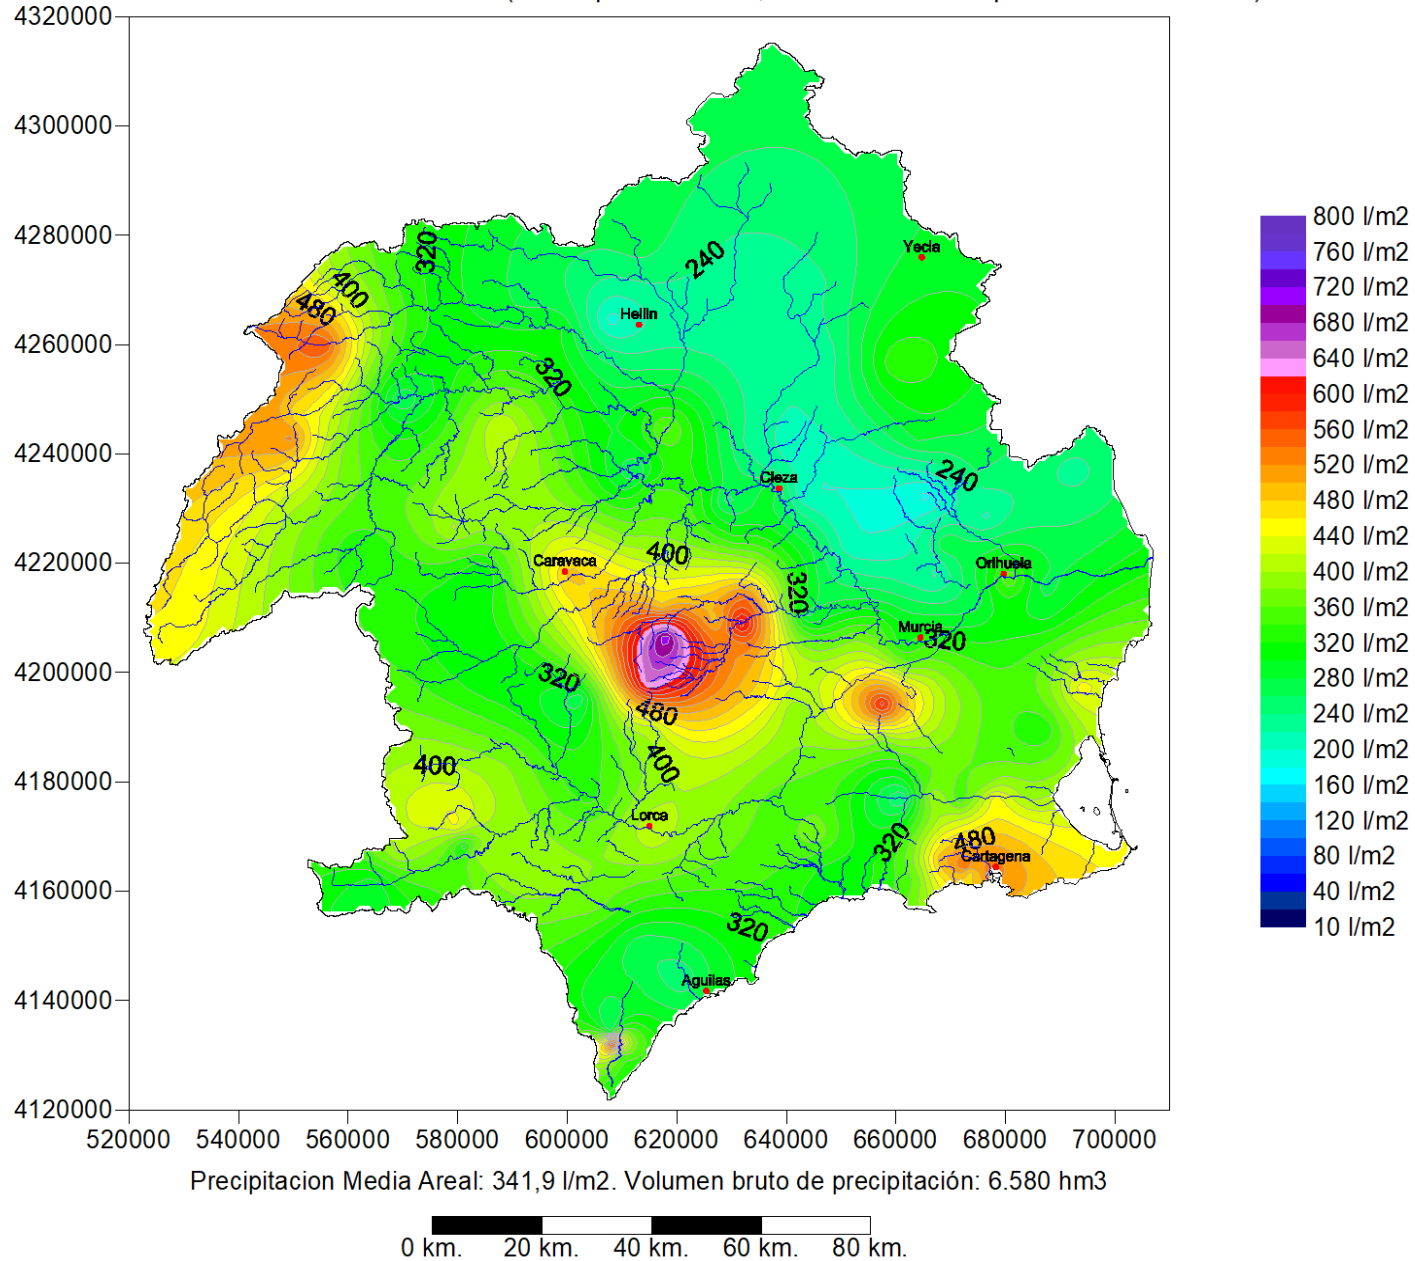 4320000
4300000
4280000
4260000
4240000
4220000
4200000
4180000
4160000
4140000
4120000
520000 540000 560000 580000 600000 620000 640000 660000 680000 700000
320
400
480
240
Yecla
Hellin
320
240
Cieza
400
Caravaca
Orihuela
320
Murcia
320
320
480
400
400
Lorca
480
320
Cartagena
320
Aguilas
800 l/m2
760 l/m2
720 l/m2
680 l/m2
640 l/m2
600 l/m2
560 l/m2
520 l/m2
480 l/m2
440 l/m2
400 l/m2
360 l/m2
320 l/m2
280 l/m2
240 l/m2
200 l/m2
160 l/m2
120 l/m2
80 l/m2
40 l/m2
10 l/m2
Precipitacion Media Areal: 341,9 l/m2. Volumen bruto de precipitación: 6.580 hm3
0 km. 20 km. 40 km. 60 km. 80 km.